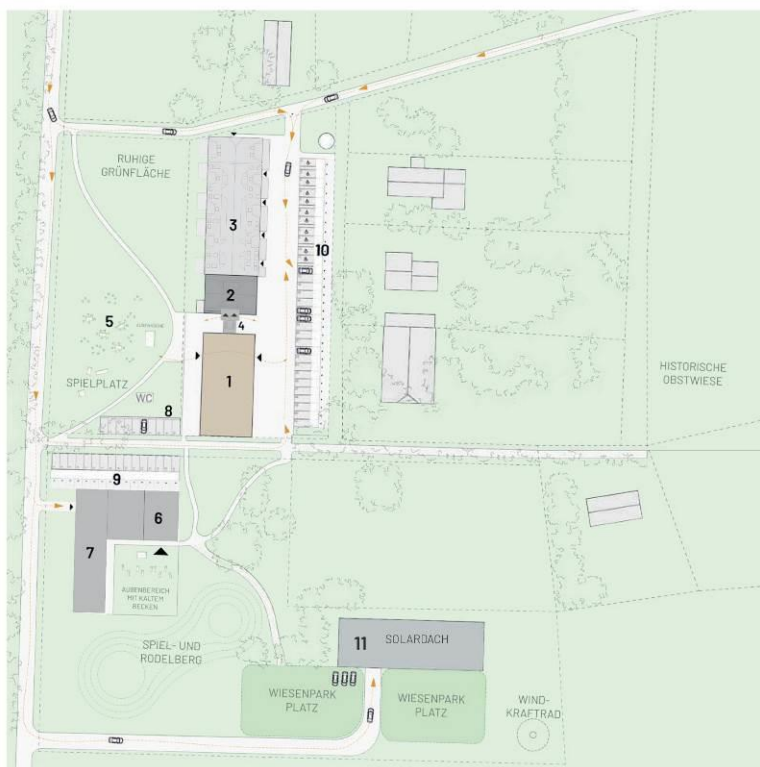 RUHIGE
GRÜNFLÄCHE
3
10
2
4
5
1
HISTORISCHE
OBSTWIESE
SPIELPLATZ
WC
8
9
6
7
AUßENBEREICH
MIT KALTEM
BECKEN
SPIEL- UND
RODELBERG
11
SOLARDACH
WIESENPARK
PLATZ
WIESENPARK
PLATZ
WIND-
KRAFTRAD